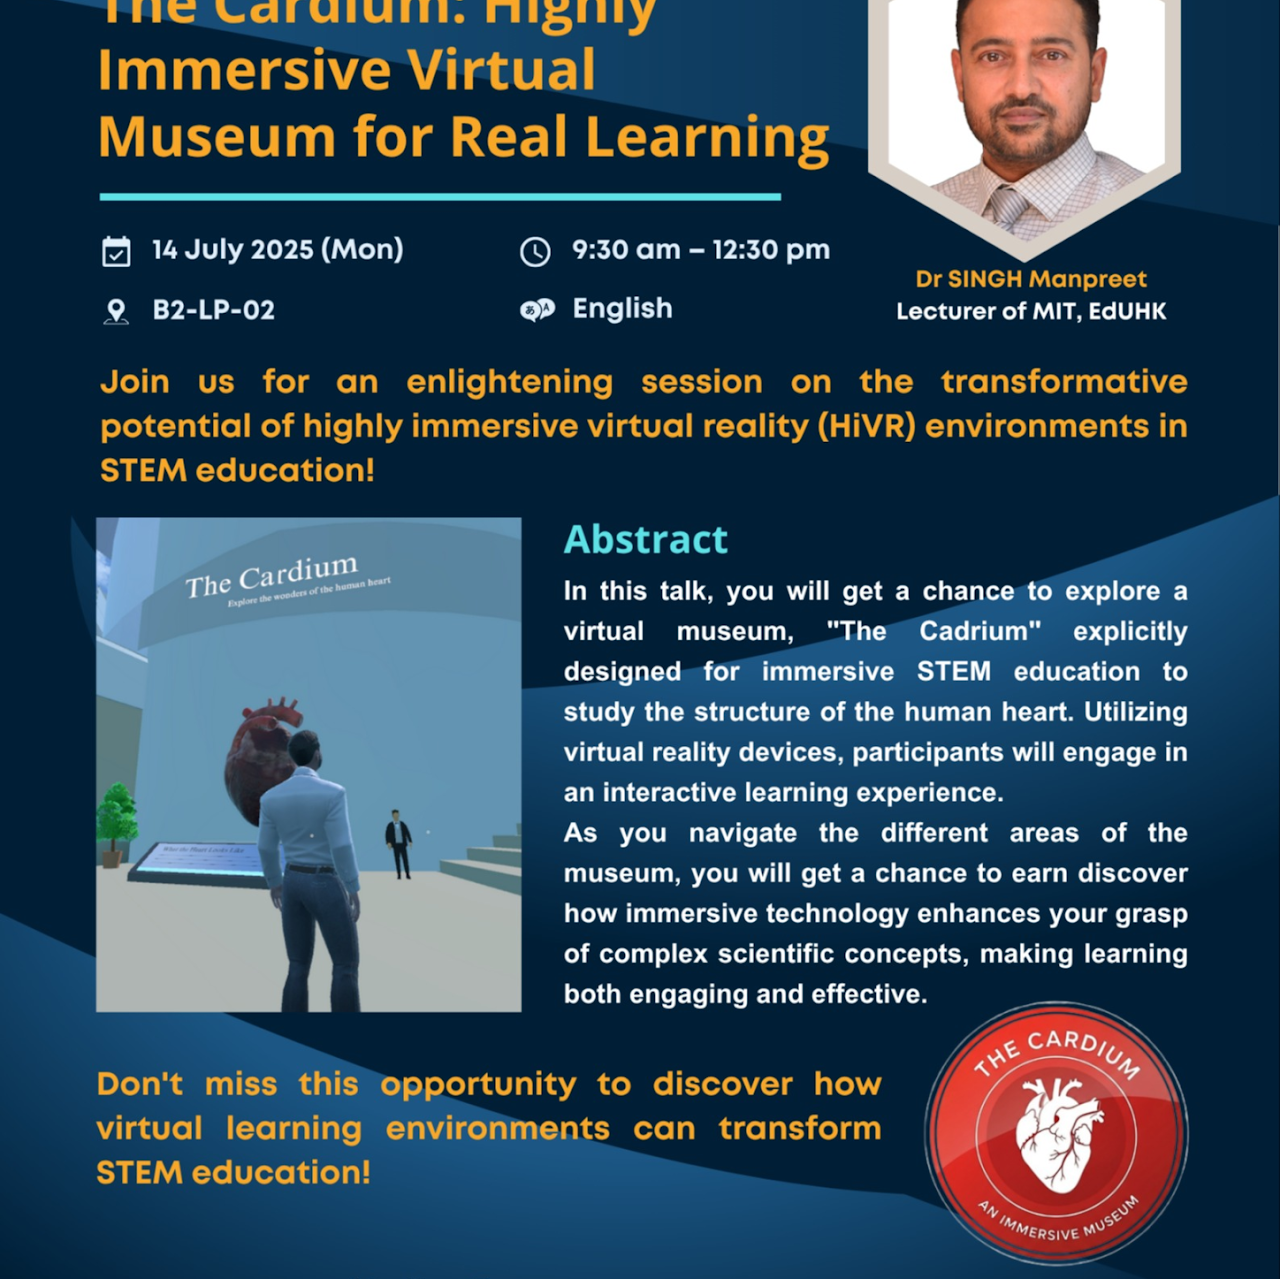 The Cardium: Highly
Immersive Virtual
Museum for Real Learning
14 July 2025 (Mon)
9:30 am – 12:30 pm
B2-LP-02
English
Dr SINGH Manpreet
Lecturer of MIT, EdUHK
Join us for an enlightening session on the transformative
potential of highly immersive virtual reality (HiVR) environments in
STEM education!
The Cardium
Explore the wonders of the human heart
Abstract
In this talk, you will get a chance to explore a
virtual museum, "The Cadrium" explicitly
designed for immersive STEM education to
study the structure of the human heart. Utilizing
virtual reality devices, participants will engage in
an interactive learning experience.
As you navigate the different areas of the
museum, you will get a chance to earn discover
how immersive technology enhances your grasp
of complex scientific concepts, making learning
both engaging and effective.
Don't miss this opportunity to discover how
virtual learning environments can transform
STEM education!
THE CARDIUM
AN IMMERSIVE MUSEUM